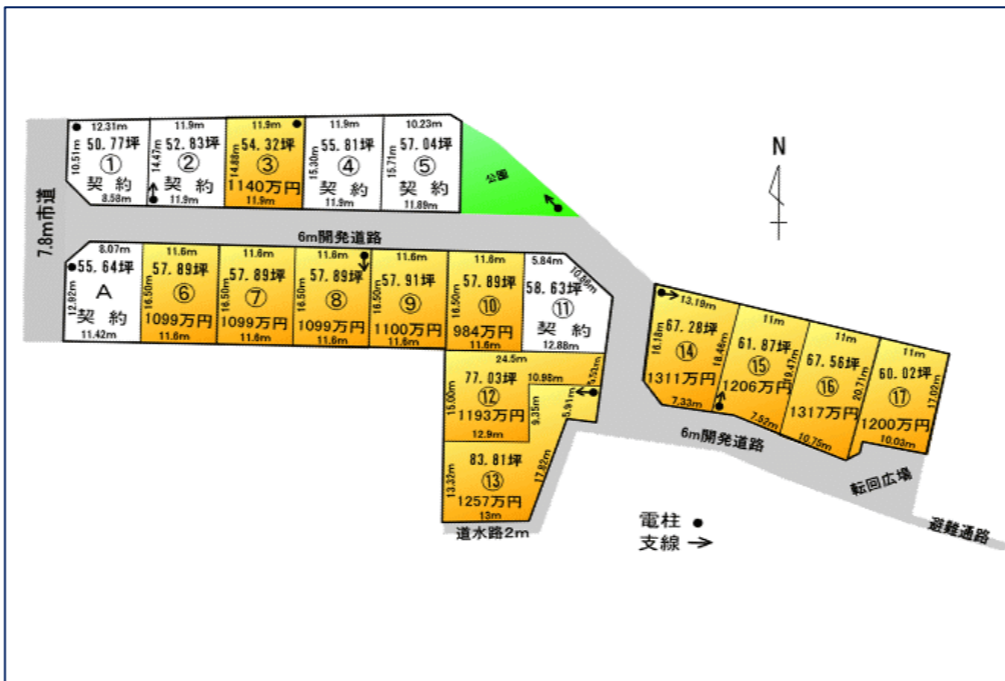 12.31m
50.77坪
①
契約
10.51m
8.58m
11.9m
52.83坪
②
契約
14.47m
11.9m
11.9m
54.32坪
③
1140万円
14.88m
11.9m
11.9m
55.81坪
④
契約
15.30m
11.9m
10.23m
57.04坪
⑤
契約
15.71m
11.89m
公園
N
7.8m市道
6m開発道路
8.07m
55.64坪
A
契約
12.92m
11.42m
11.6m
57.89坪
⑥
1099万円
16.50m
11.6m
11.6m
57.89坪
⑦
1099万円
16.50m
11.6m
11.6m
57.89坪
⑧
1099万円
16.50m
11.6m
11.6m
57.91坪
⑨
1100万円
16.50m
11.6m
11.6m
57.89坪
⑩
984万円
16.50m
11.6m
5.84m
58.63坪
⑪
契約
12.88m
24.5m
77.03坪
⑫
1193万円
15.00m
12.9m
10.98m
9.35m
5.91m
83.81坪
⑬
1257万円
13.32m
17.82m
13m
道水路2m
13.19m
67.28坪
⑭
1311万円
16.18m
7.33m
11m
61.87坪
⑮
1206万円
18.46m
7.52m
11m
67.56坪
⑯
1317万円
19.47m
10.75m
11m
60.02坪
⑰
1200万円
20.71m
17.02m
10.03m
6m開発道路
転回広場
避難通路
電柱
支線